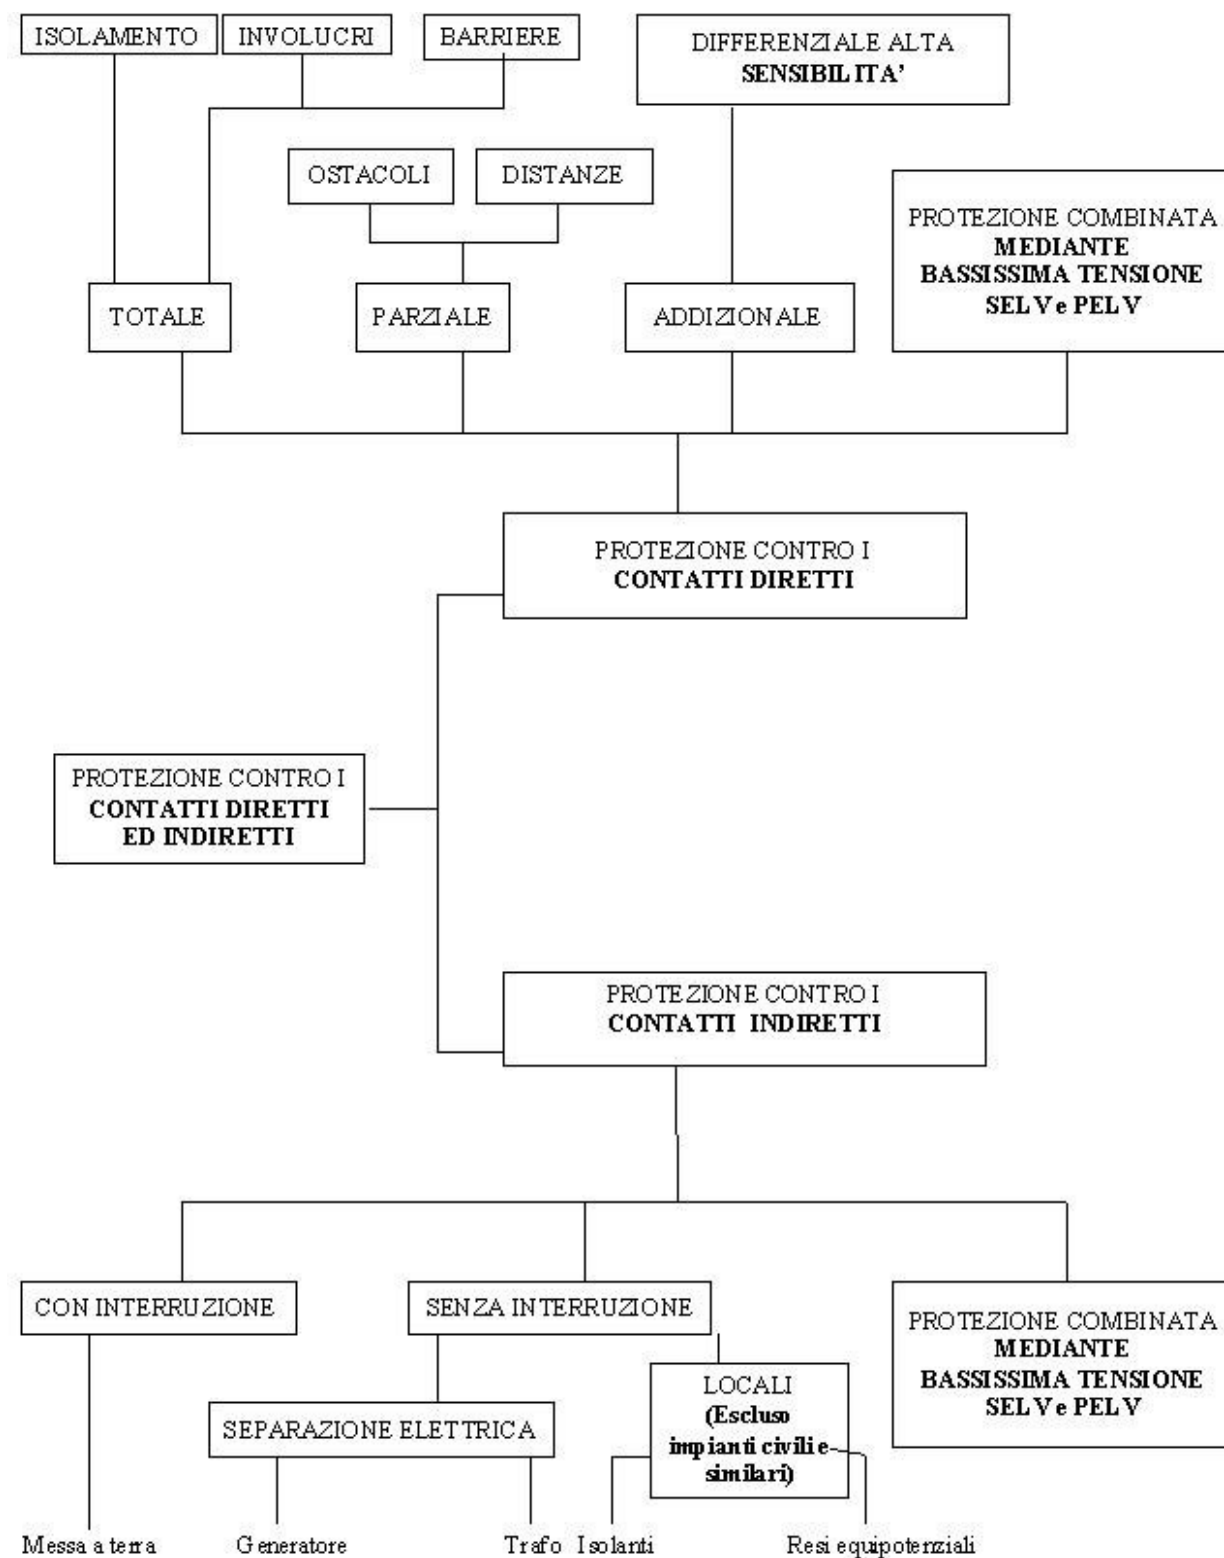 ISOLAMENTO
INVOLUCRI
BARRIERE
DIFFERENZIALE ALTA
SENSIBILITA'
OSTACOLI
DISTANZE
PROTEZIONE COMBINATA
MEDIANTE
BASSISSIMA TENSIONE
SELV e PELV
TOTALE
PARZIALE
ADDIZIONALE
PROTEZIONE CONTRO I
CONTATTI DIRETTI
PROTEZIONE CONTRO I
CONTATTI DIRETTI
ED INDIRETTI
PROTEZIONE CONTRO I
CONTATTI INDIRETTI
CON INTERRUZIONE
SENZA INTERRUZIONE
PROTEZIONE COMBINATA
MEDIANTE
BASSISSIMA TENSIONE
SELV e PELV
LOCALI
(Escluso
impianti civili e
similari)
SEPARAZIONE ELETTRICA
Messa a terra
Generatore
Trafo
Isolanti
Resi equipotenziali